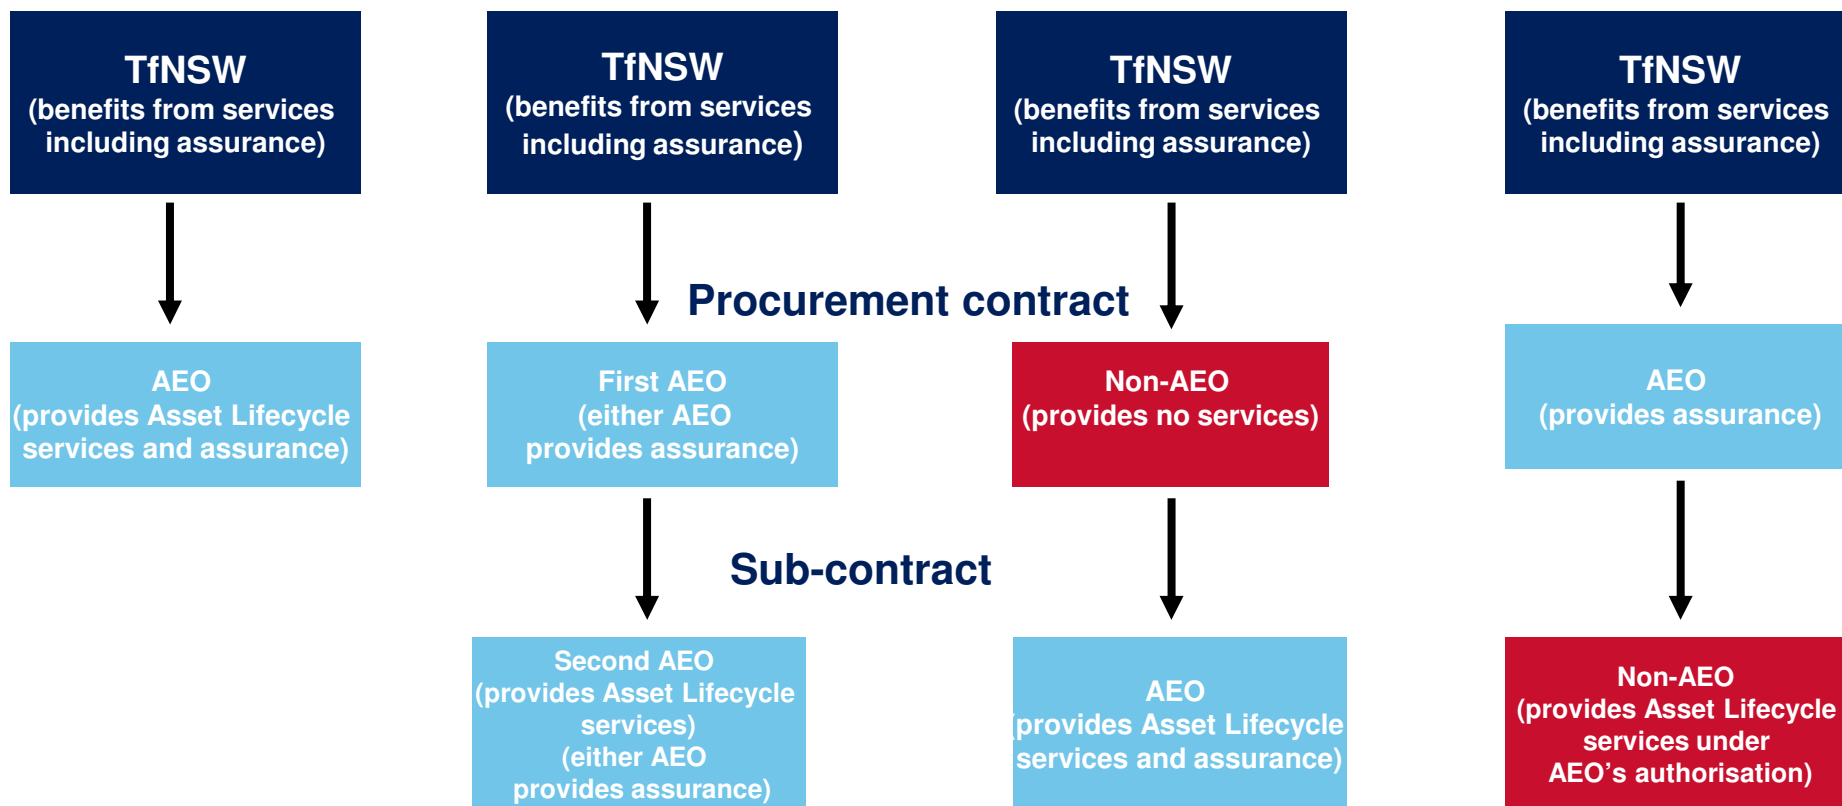 TfNSW
(benefits from services
including assurance)
TfNSW
(benefits from services
including assurance)
TfNSW
(benefits from services
including assurance)
TfNSW
(benefits from services
including assurance)
Procurement contract
AEO
(provides Asset Lifecycle
services and assurance)
First AEO
(either AEO
provides assurance)
Non-AEO
(provides no services)
AEO
(provides assurance)
Sub-contract
Second AEO
(provides Asset Lifecycle
services)
(either AEO
provides assurance)
AEO
(provides Asset Lifecycle
services and assurance)
Non-AEO
(provides Asset Lifecycle
services under
AEO’s authorisation)